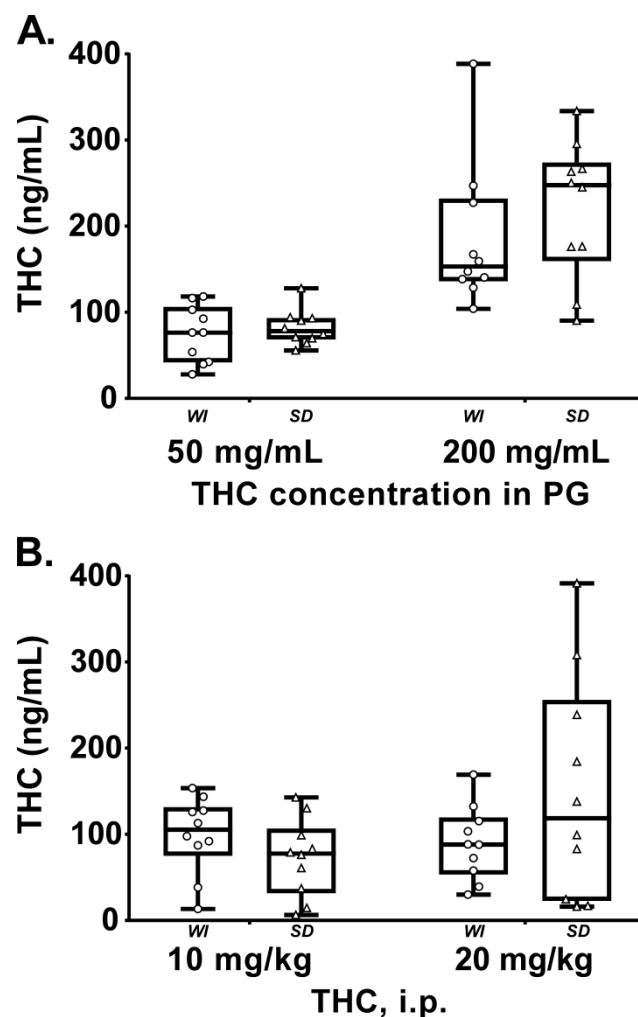 A.
THC (ng/mL)
400
300
200
100
0
WI SD WI SD
50 mg/mL 200 mg/mL
THC concentration in PG
B.
THC (ng/mL)
400
300
200
100
0
WI SD WI SD
10 mg/kg 20 mg/kg
THC, i.p.